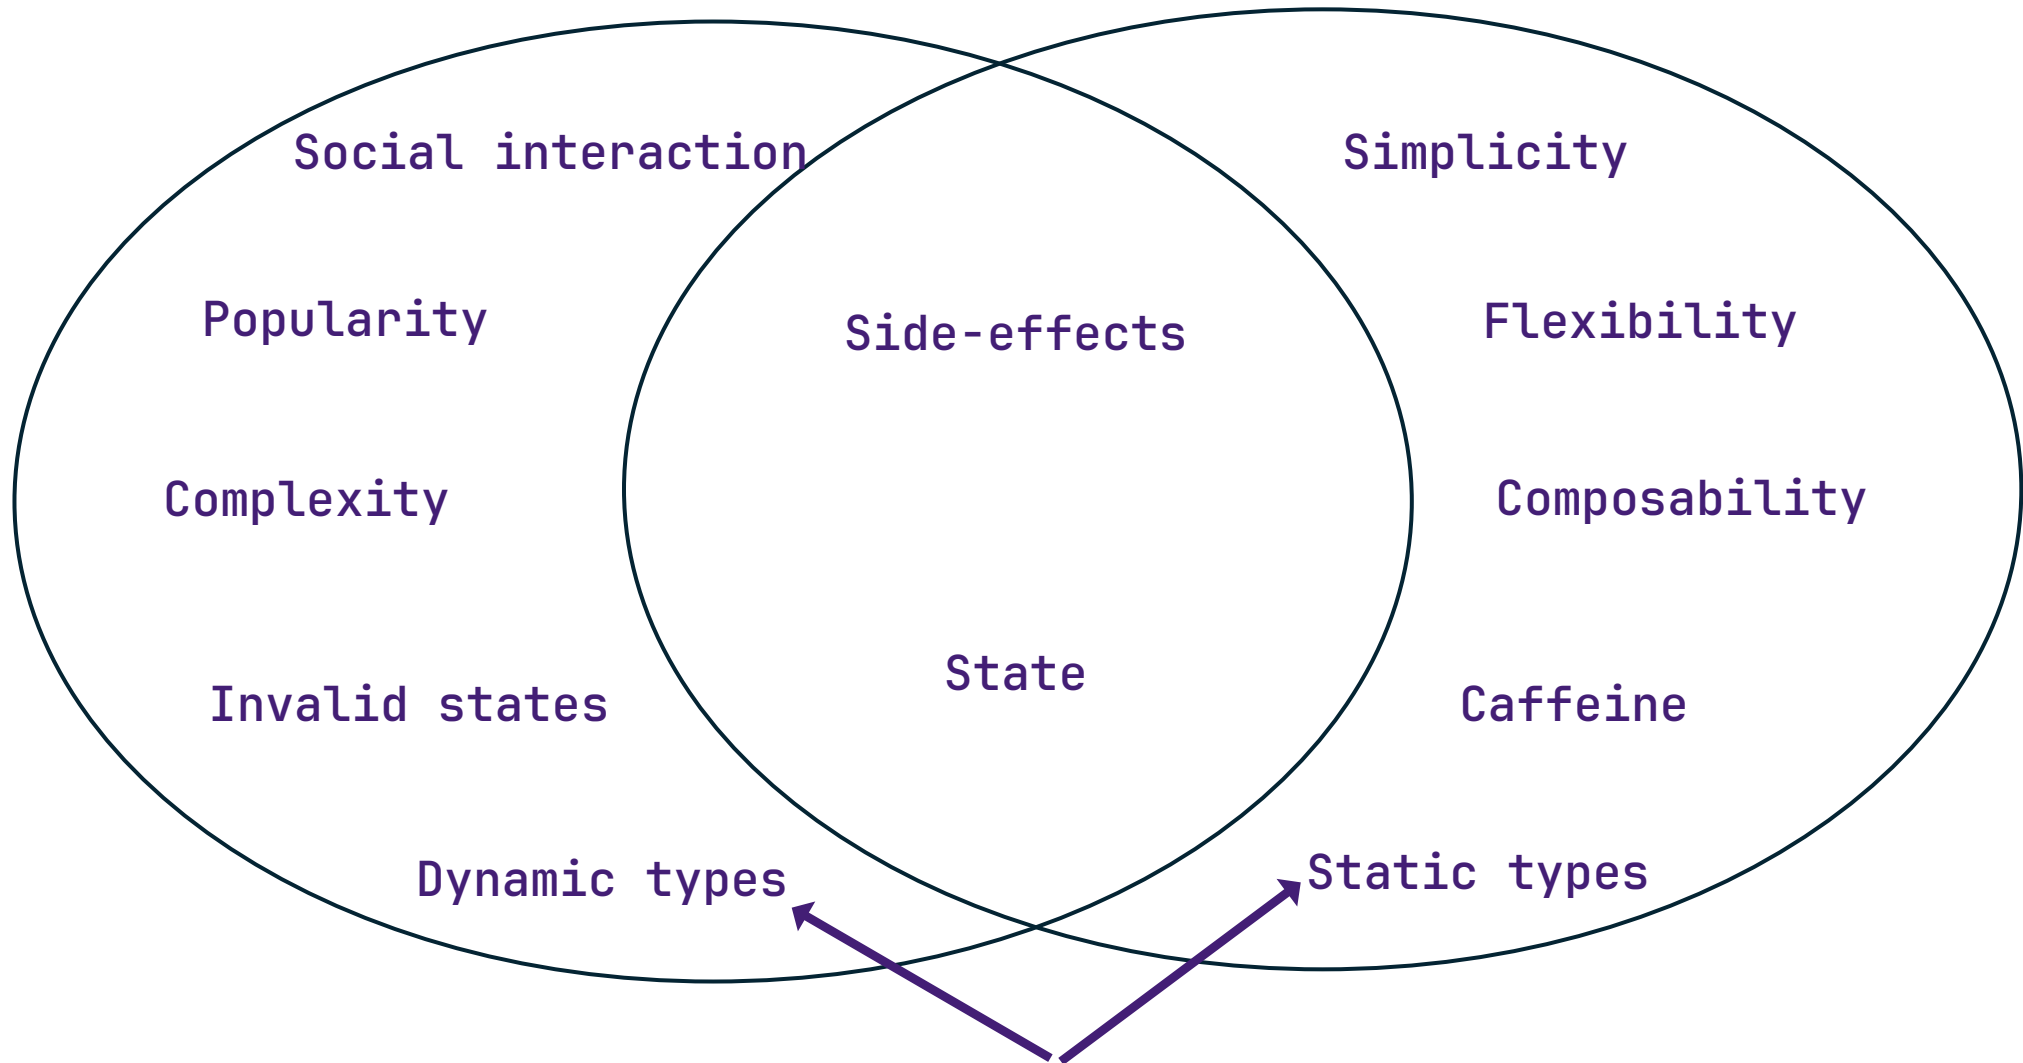 Social interaction
Simplicity
Popularity
Side-effects
Flexibility
Complexity
Composability
State
Invalid states
Caffeine
Dynamic types
Static types